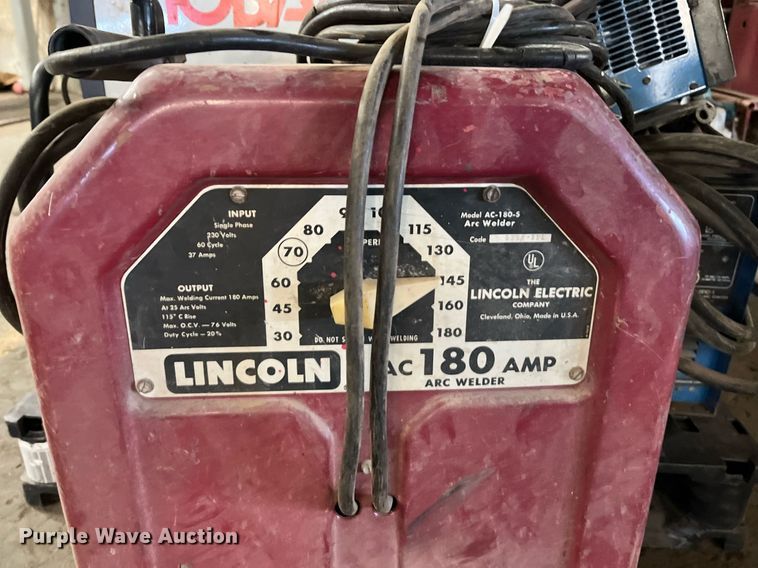 INPUT
Single Phase
230 Volts
60 Cycle
37 Amps
OUTPUT
Max. Welding Current 180 Amps
At 25 Arc Volts
115° C Rise
Max. O.C.V. — 76 Volts
Duty Cycle — 20%
30
45
60
70
80
115
130
145
160
180
DO NOT WELDING
Model AC-180-S
Arc Welder
Code
UL
THE
LINCOLN ELECTRIC
COMPANY
Cleveland, Ohio, Made in U.S.A.
LINCOLN
AC 180 AMP
ARC WELDER
Purple Wave Auction